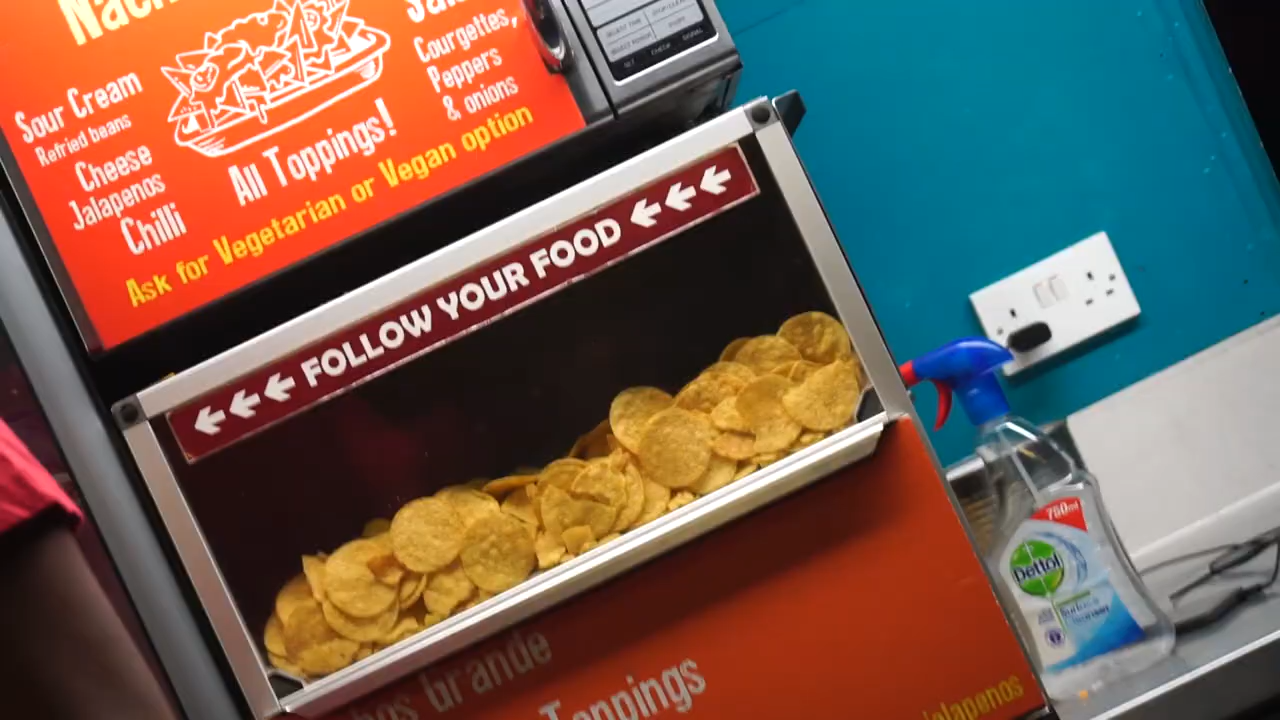 Sour Cream
Refried beans
Cheese
Jalapenos
Chilli
All Toppings!
Courgettes,
Peppers
& onions
Ask for Vegetarian or Vegan option
FOLLOW YOUR FOOD
Grande
Toppings
jalapenos
750ml
Dettol